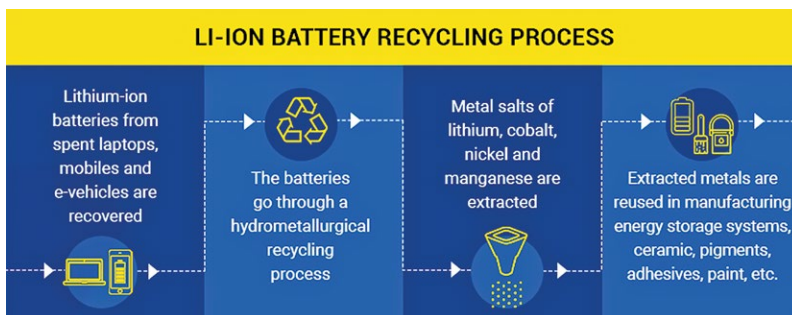 LI-ION BATTERY RECYCLING PROCESS
Lithium-ion
batteries from
spent laptops,
mobiles and
e-vehicles are
recovered
The batteries
go through a
hydrometallurgical
recycling
process
Metal salts of
lithium, cobalt,
nickel and
manganese are
extracted
Extracted metals are
reused in manufacturing
energy storage systems,
ceramic, pigments,
adhesives, paint, etc.